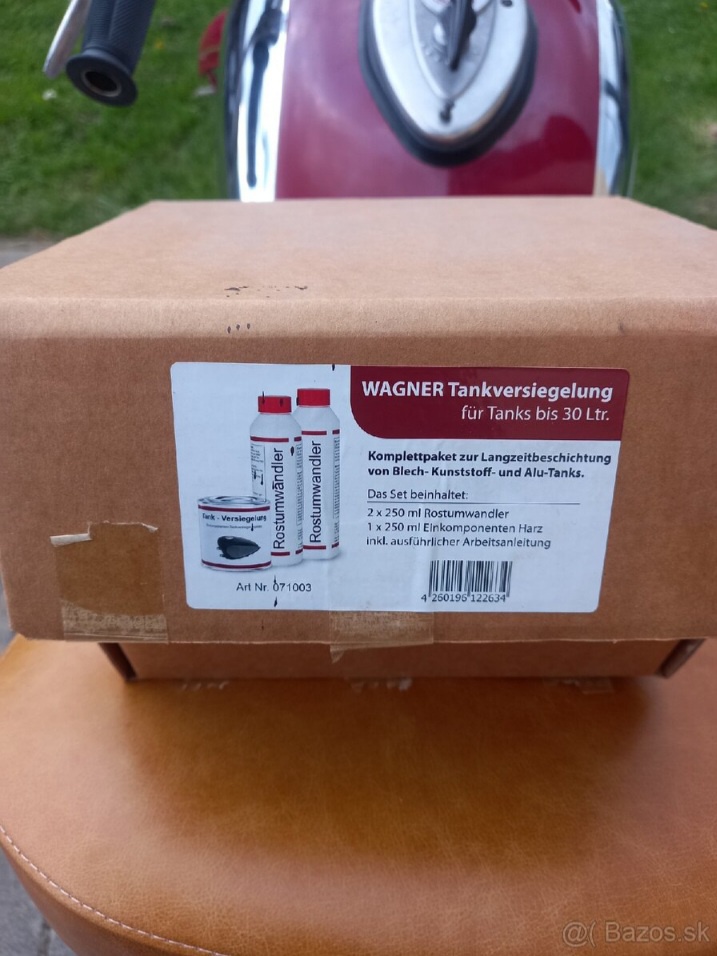 WAGNER Tankversiegelung
für Tanks bis 30 Ltr.
Komplettpaket zur Langzeitbeschichtung
von Blech- Kunststoff- und Alu-Tanks.
Das Set beinhaltet:
2 x 250 ml Rostumwandler
1 x 250 ml Einkomponenten Harz
inkl. ausführlicher Arbeitsanleitung
Rostumwandler
Rostumwandler
Tank - Versiegelung
Art Nr. 071003
4 260196 122634
@( Bazos.sk